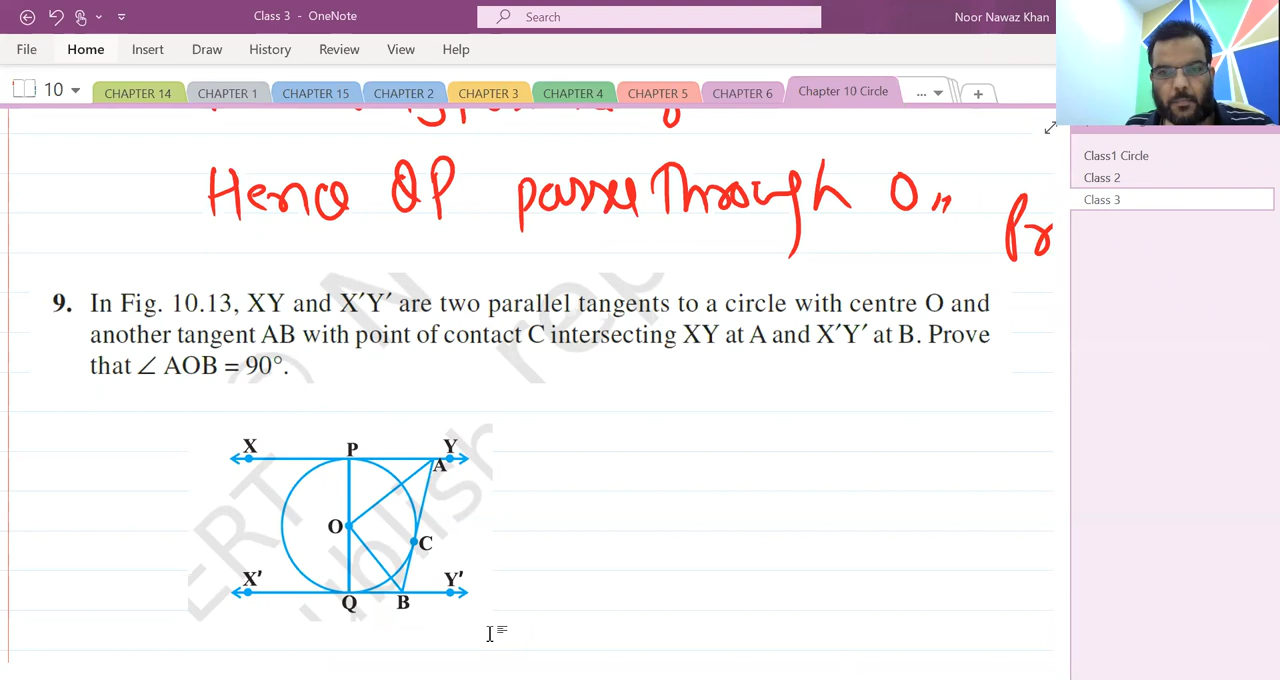 Class 3 - OneNote
Search
Noor Nawaz Khan
File Home Insert Draw History Review View Help
10 CHAPTER 14 CHAPTER 1 CHAPTER 15 CHAPTER 2 CHAPTER 3 CHAPTER 4 CHAPTER 5 CHAPTER 6 Chapter 10 Circle ... +
Class1 Circle
Class 2
Class 3
Hence QP passes Through O,,
Pr
9. In Fig. 10.13, XY and X′Y′ are two parallel tangents to a circle with centre O and
another tangent AB with point of contact C intersecting XY at A and X′Y′ at B. Prove
that ∠ AOB = 90°.
X P Y
A
O
C
X′ Y′
Q B